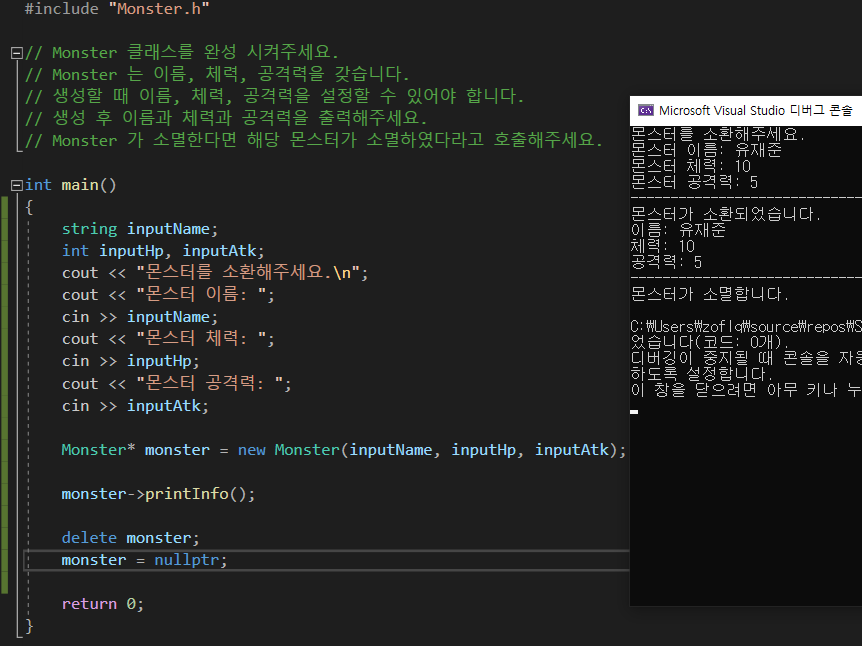 #include "Monster.h"
// Monster 클래스를 완성 시켜주세요.
// Monster 는 이름, 체력, 공격력을 갖습니다.
// 생성할 때 이름, 체력, 공격력을 설정할 수 있어야 합니다.
// 생성 후 이름과 체력과 공격력을 출력해주세요.
// Monster 가 소멸한다면 해당 몬스터가 소멸하였다라고 호출해주세요.
int main()
{
string inputName;
int inputHp, inputAtk;
cout << "몬스터를 소환해주세요.\n";
cout << "몬스터 이름: ";
cin >> inputName;
cout << "몬스터 체력: ";
cin >> inputHp;
cout << "몬스터 공격력: ";
cin >> inputAtk;
Monster* monster = new Monster(inputName, inputHp, inputAtk);
monster->printInfo();
delete monster;
monster = nullptr;
return 0;
}
Microsoft Visual Studio 디버그 콘솔
몬스터를 소환해주세요.
몬스터 이름: 유재준
몬스터 체력: 10
몬스터 공격력: 5
--------------------------------
몬스터가 소환되었습니다.
이름: 유재준
체력: 10
공격력: 5
--------------------------------
몬스터가 소멸합니다.
C:₩Users₩zoflq₩source₩repos₩S
었습니다(코드: 0개).
디버깅이 중지될 때 콘솔을 자동
하도록 설정합니다.
이 창을 닫으려면 아무 키나 누